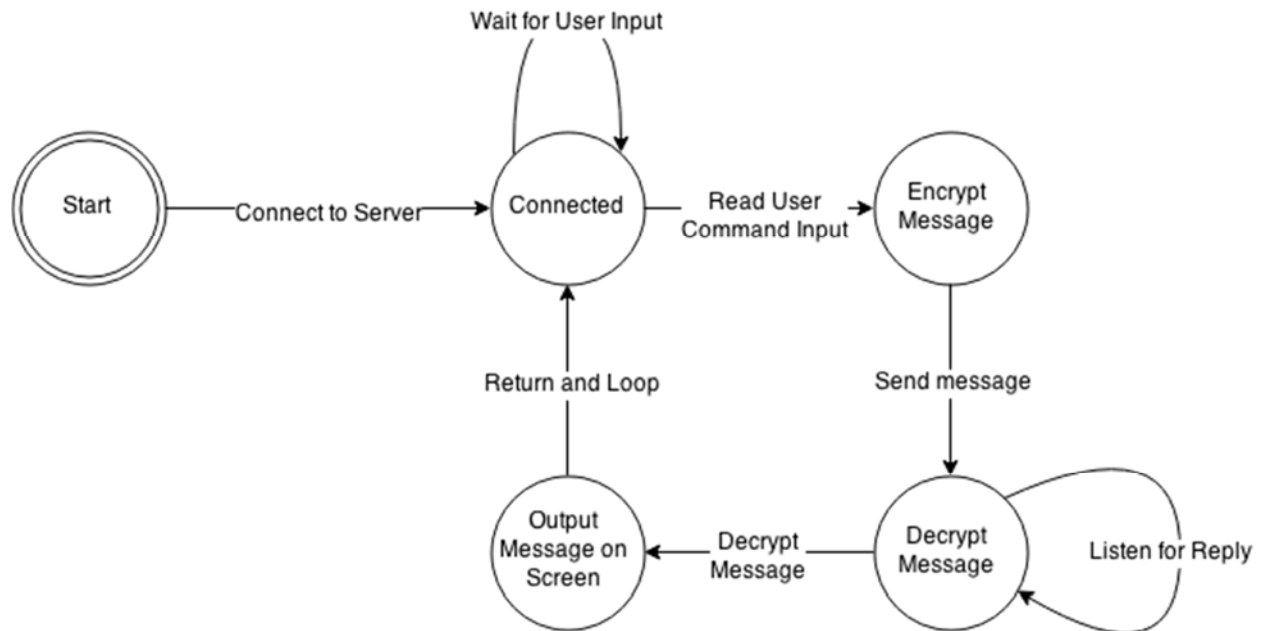 Wait for User Input
Start
Connect to Server
Connected
Read User
Command Input
Encrypt
Message
Return and Loop
Send message
Output
Message on
Screen
Decrypt
Message
Decrypt
Message
Listen for Reply